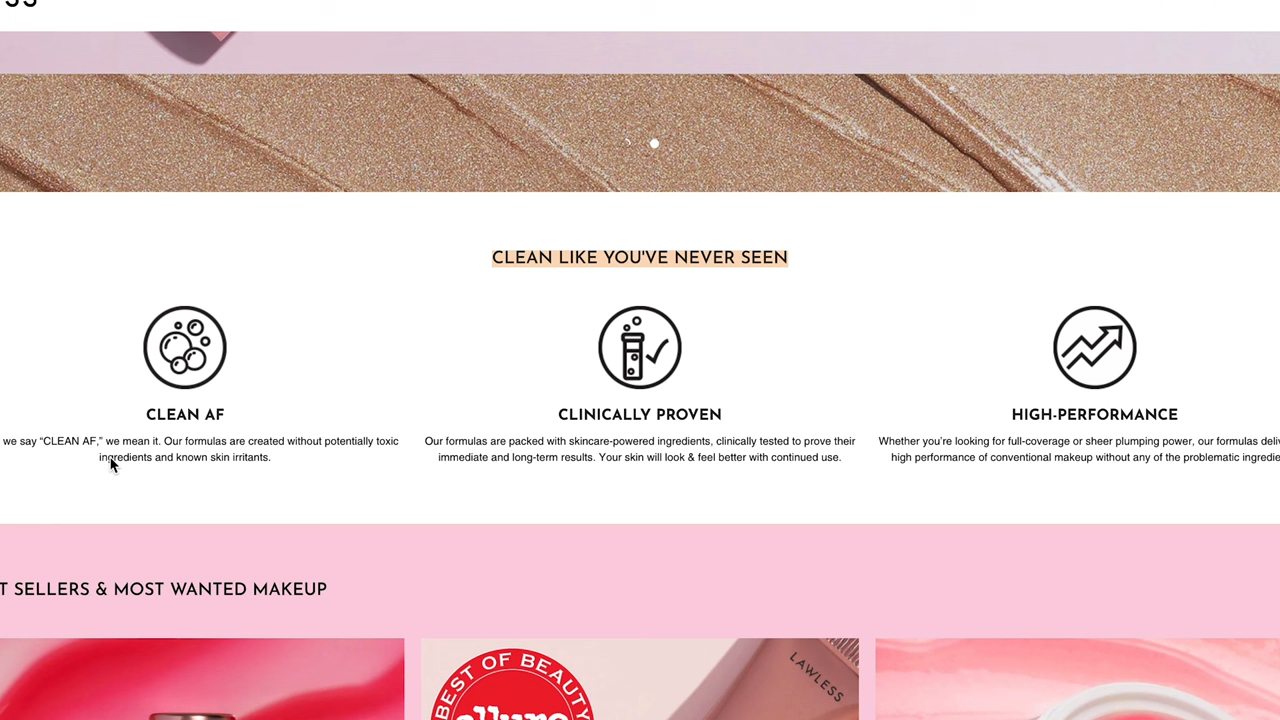 CLEAN LIKE YOU'VE NEVER SEEN
CLEAN AF
we say “CLEAN AF,” we mean it. Our formulas are created without potentially toxic
ingredients and known skin irritants.
CLINICALLY PROVEN
Our formulas are packed with skincare-powered ingredients, clinically tested to prove their
immediate and long-term results. Your skin will look & feel better with continued use.
HIGH-PERFORMANCE
Whether you're looking for full-coverage or sheer plumping power, our formulas
high performance of conventional makeup without any of the problematic
SELLERS & MOST WANTED MAKEUP
BEST OF BEAUTY
allure
LAWLESS